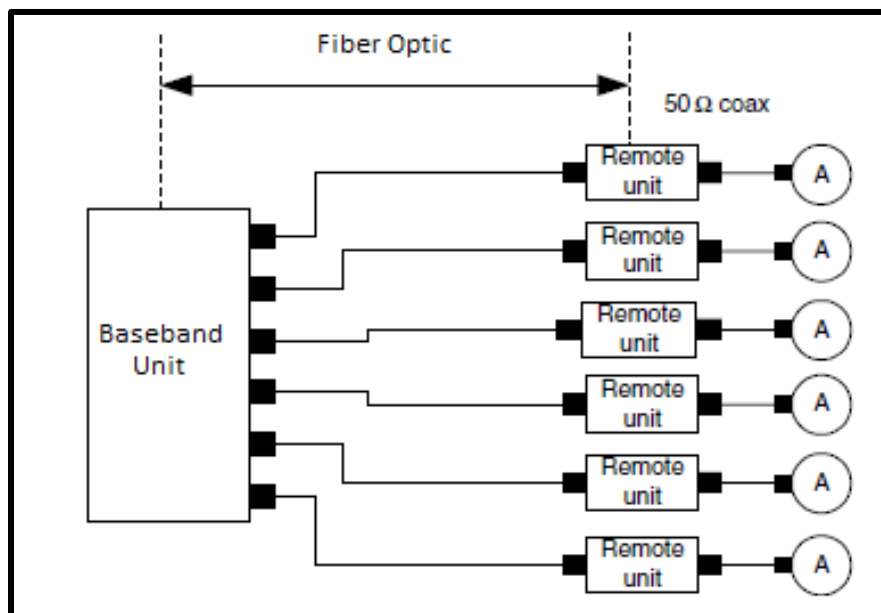 Fiber Optic
50 Ω coax
Remote
unit
A
Remote
unit
A
Baseband
Unit
Remote
unit
A
Remote
unit
A
Remote
unit
A
Remote
unit
A